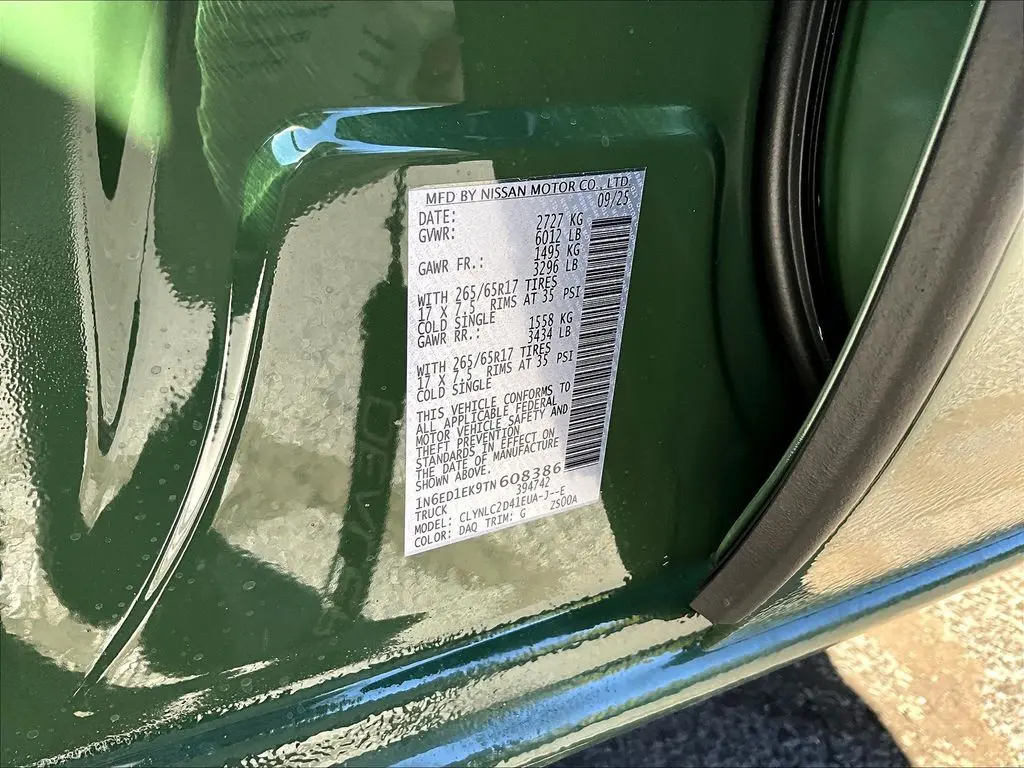 MFD BY NISSAN MOTOR CO., LTD.
DATE: 09/25
GVWR: 2727 KG
6012 LB
GAWR FR.: 1495 KG
3296 LB
WITH 265/65R17 TIRES
17 X 7.5 RIMS AT 35 PSI
COLD SINGLE
GAWR RR.: 1558 KG
3434 LB
WITH 265/65R17 TIRES
17 X 7.5 RIMS AT 35 PSI
COLD SINGLE
THIS VEHICLE CONFORMS TO
ALL APPLICABLE FEDERAL
MOTOR VEHICLE SAFETY AND
THEFT PREVENTION
STANDARDS IN EFFECT ON
THE DATE OF MANUFACTURE
SHOWN ABOVE.
1N6ED1EK9TN608386
TRUCK 394742
MODEL: CLYNLC2D41EUA-J--E
COLOR: DAQ TRIM: G ZS00A